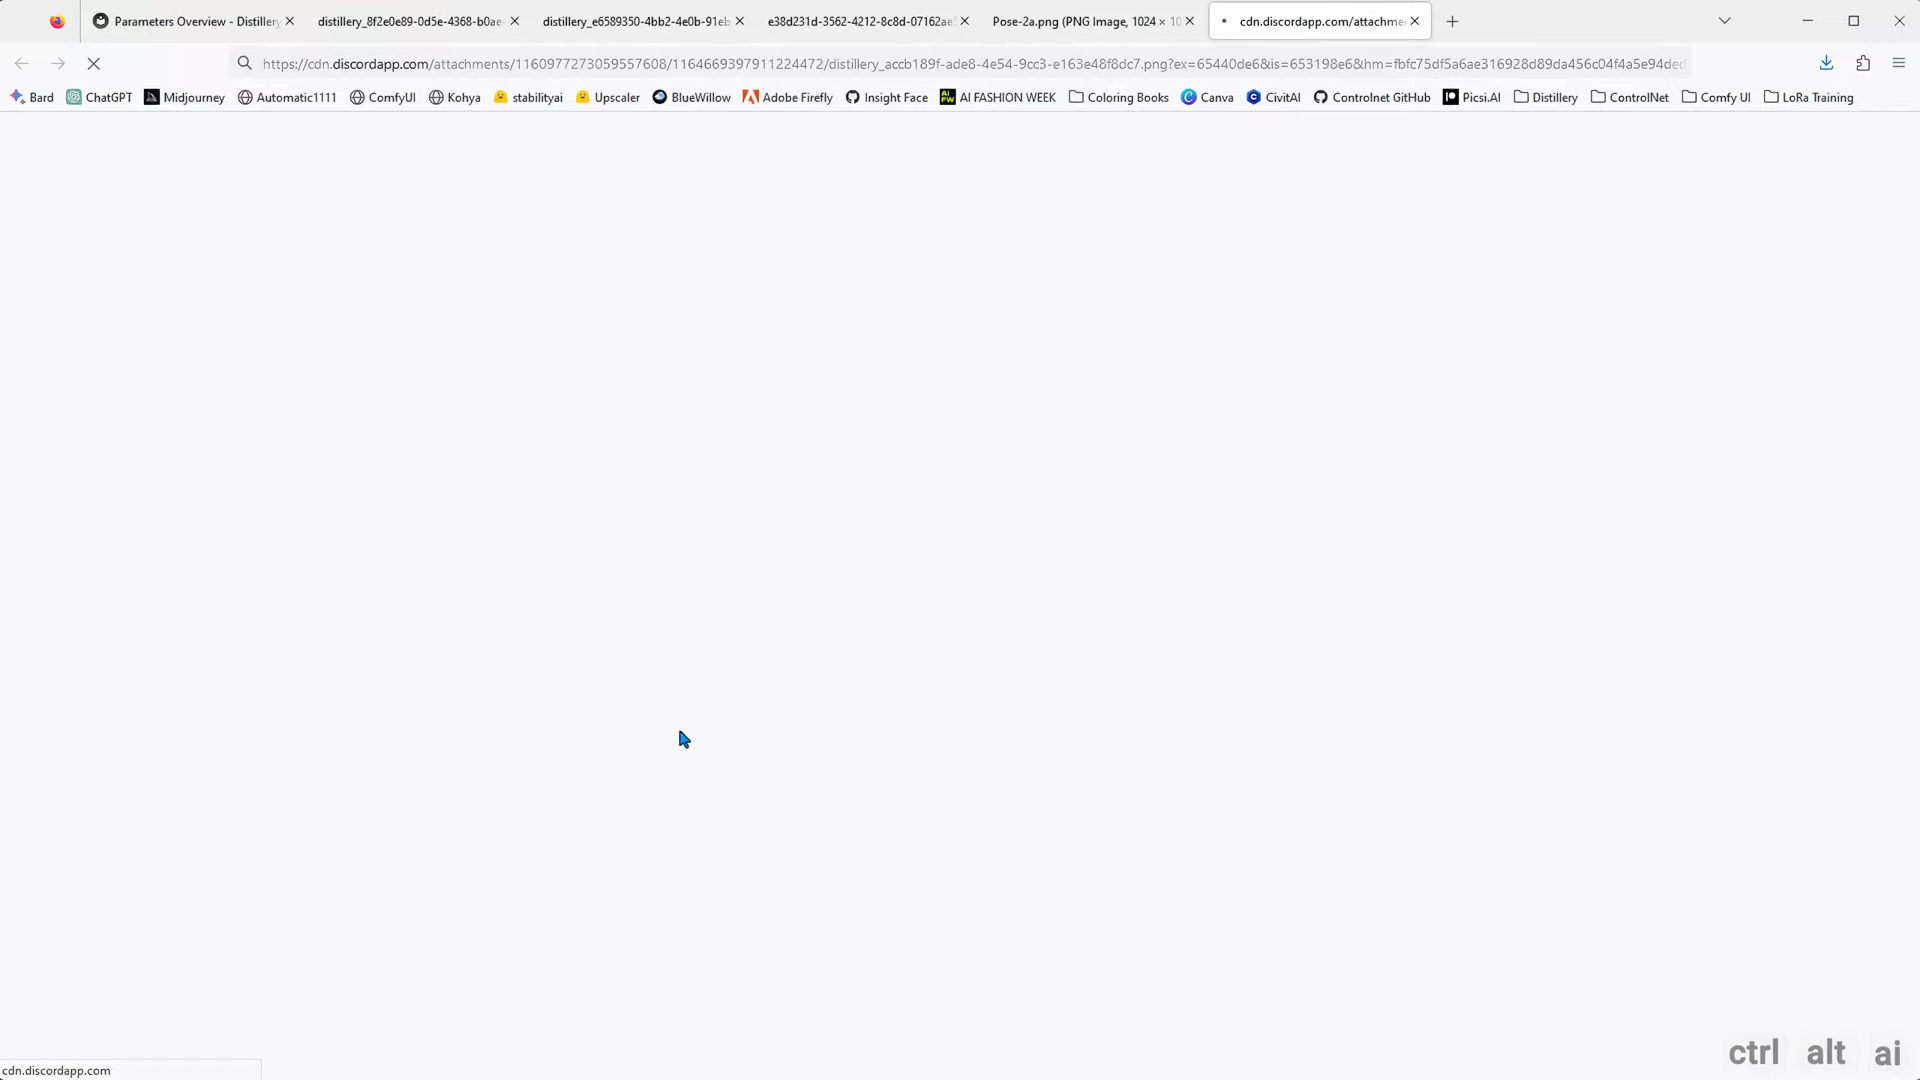 Parameters Overview - Distillery
distillery_8f2e0e89-0d5e-4368-b0ae-
distillery_e6589350-4bb2-4e0b-91eb
e38d231d-3562-4212-8c8d-07162ae5
Pose-2a.png (PNG Image, 1024 × 10
cdn.discordapp.com/attachme
https://cdn.discordapp.com/attachments/1160977273059557608/1164669397911224472/distillery_accb189f-ade8-4e54-9cc3-e163e48f8dc7.png?ex=65440de6&is=653198e6&hm=fbfc75df5a6ae316928d89da456c04f4a5e94ded
Bard ChatGPT Midjourney Automatic1111 ComfyUI Kohya stabilityai Upscaler BlueWillow Adobe Firefly Insight Face AI FASHION WEEK Coloring Books Canva CivitAI Controlnet GitHub Picsi.AI Distillery ControlNet Comfy UI LoRa Training
ctrl alt ai
cdn.discordapp.com